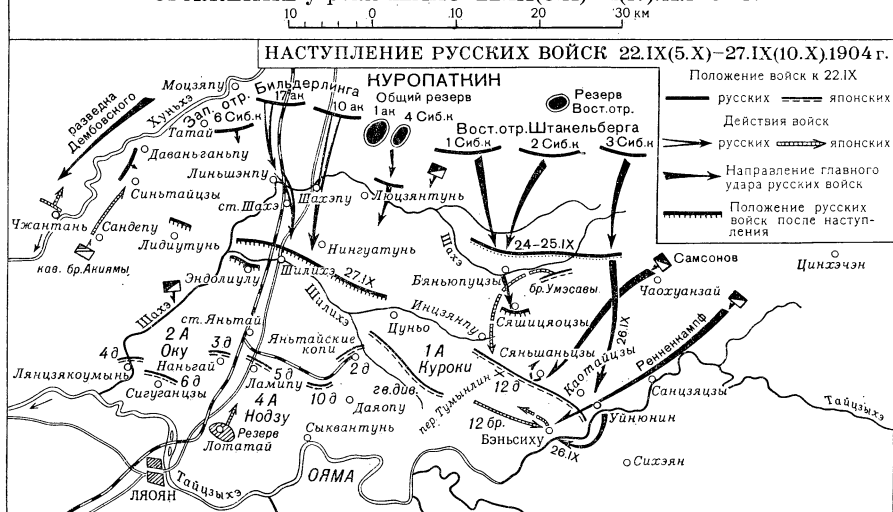 10 0 10 20 30 км
НАСТУПЛЕНИЕ РУССКИХ ВОЙСК 22.IX(5.X)–27.IX(10.X).1904 г.
Положение войск к 22.IX
русских японских
Действия войск
русских японских
Направление главного
удара русских войск
Положение русских
войск после наступ-
ления
КУРОПАТКИН
Моцзяпу
Бильдерлинга
17 ак
10 ак
Зап. отр.
6 Сиб.к
Общий резерв
1 ак
4 Сиб.к
Резерв
Вост.отр.
Вост.отр.Штакельберга
1 Сиб.к
2 Сиб.к
3 Сиб.к
разведка
Дембовского
Хуньхэ
Татай
Даваньганьпу
Линьшэнпу
Синьтайцзы
ст.Шахэ
Шахэпу
Люцзятунь
Чжантань
Сандепу
кав. бр.Акиямы
Лидиутунь
Нингуатунь
Шахэ
24–25.IX
Эндолиулу
Шилихэ
27.IX
Бяньюпуцзы
бр.Умэсавы
Самсонов
Чаохуанзай
Цинхэчэн
Шахэ
Шилихэ
Инцзянпу
Сяшицяоцзы
ст.Яньтай
Цуньо
26.IX
Ренненкампф
2 А
Оку
Яньтайские
копи
1 А
Куроки
Сяньшаньцзы
Каотайцзы
4 д
3 д
Лянцзякоумынь
Наньгай
Сигуганцзы
6 д
Ламипу
5 д
2 д
10 д
гв.див.
пер.Тумынлин
12 д
Санцзяцзы
Тайцзыхэ
4 А
Нодзу
Даяопу
12 бр.
Уйнюнин
Резерв
Лотатай
Сыквантунь
Бэньсиху
26.IX
Сихэян
ОЯМА
ЛЯОЯН
Тайцзыхэ